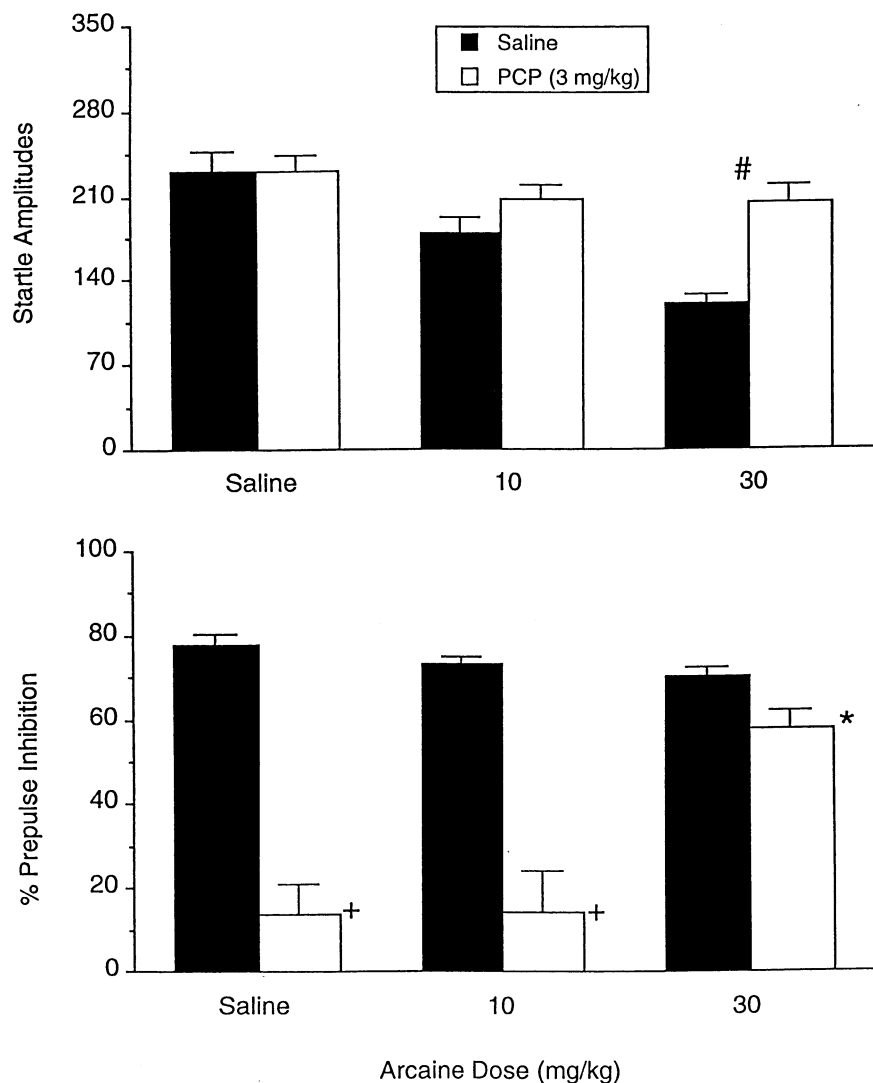 350
280
210
140
70
0
Startle Amplitudes
Saline
PCP (3 mg/kg)
#
Saline 10 30
100
80
60
40
20
0
% Prepulse Inhibition
+
+
*
Saline 10 30
Arcaine Dose (mg/kg)